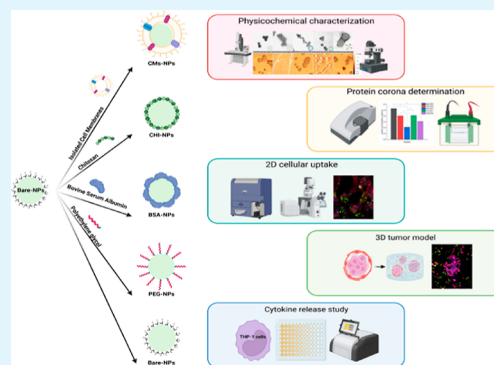 Physicochemical characterization
CMs-NPs
Isolated Cell Membranes
Protein corona determination
Chitosan
CHI-NPs
2D cellular uptake
Bare-NPs
Bovine Serum Albumin
BSA-NPs
Polyethylene glycol
3D tumor model
PEG-NPs
Cytokine release study
THP-1 cells
Bare-NPs